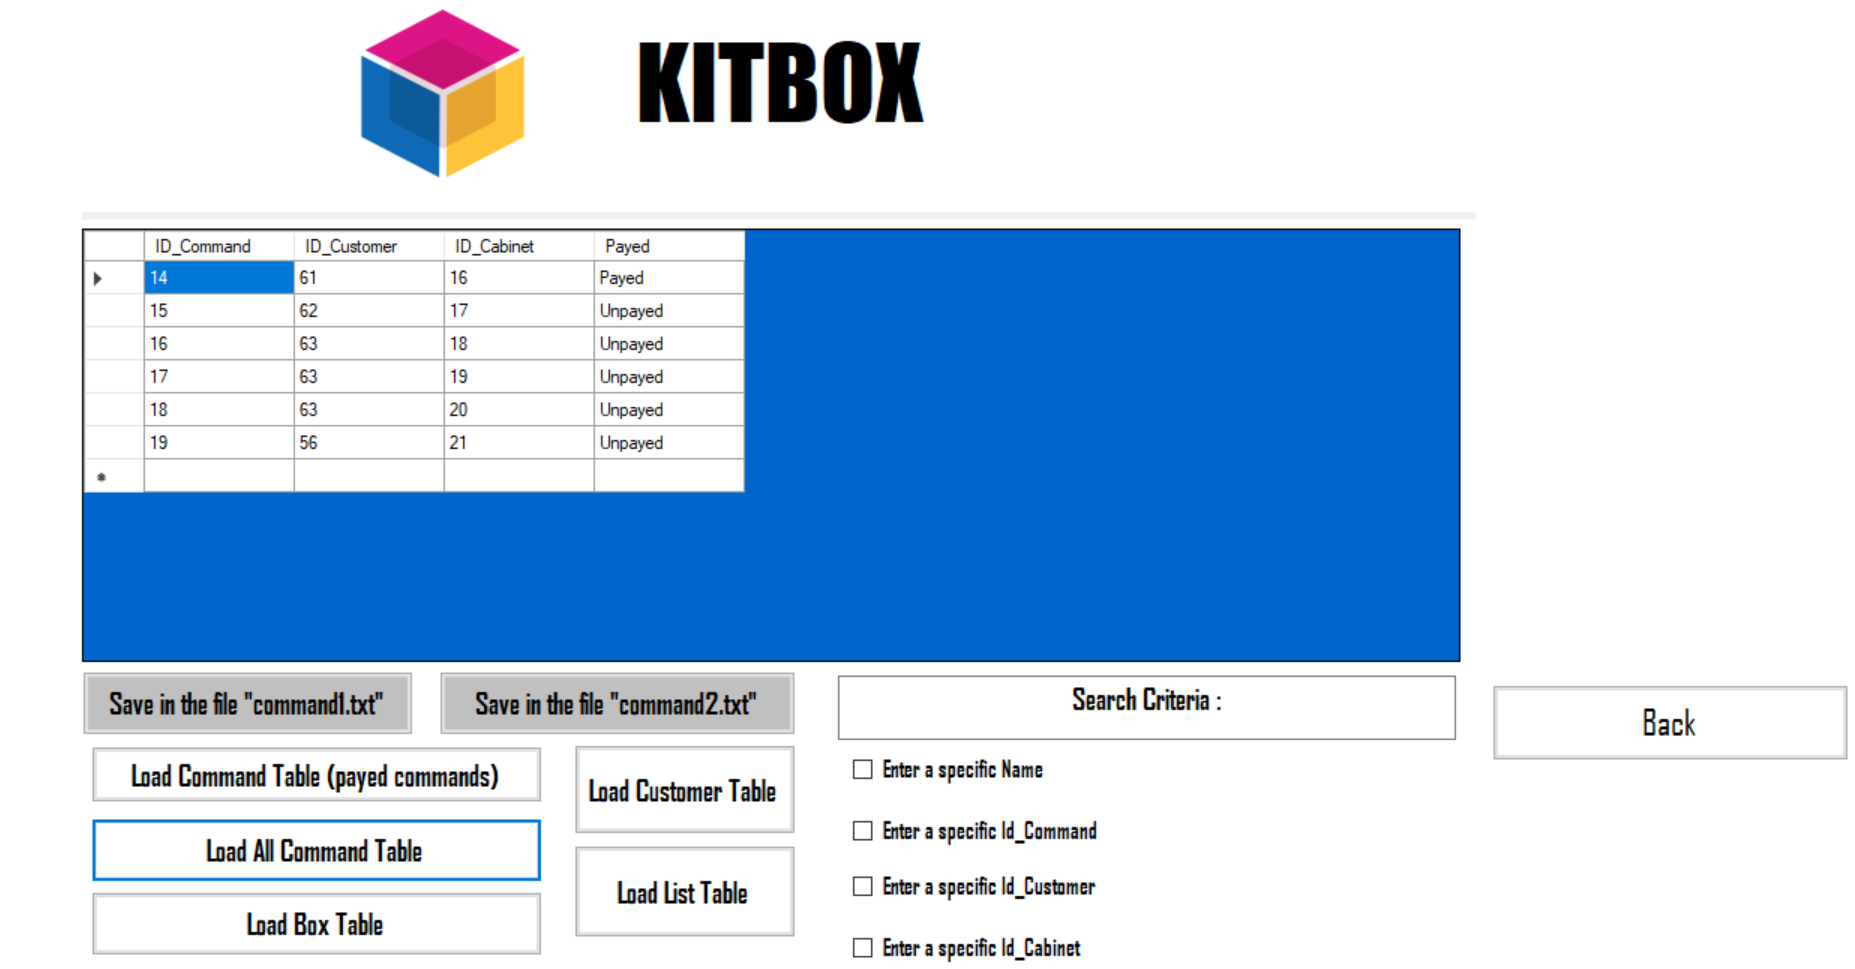 KITBOX
ID_Command ID_Customer ID_Cabinet Payed
14 61 16 Payed
15 62 17 Unpayed
16 63 18 Unpayed
17 63 19 Unpayed
18 63 20 Unpayed
19 56 21 Unpayed
Save in the file "command1.txt" Save in the file "command2.txt" Search Criteria :
Back
Load Command Table (payed commands)
Load Customer Table
Load All Command Table
Load List Table
Load Box Table
Enter a specific Name
Enter a specific Id_Command
Enter a specific Id_Customer
Enter a specific Id_Cabinet